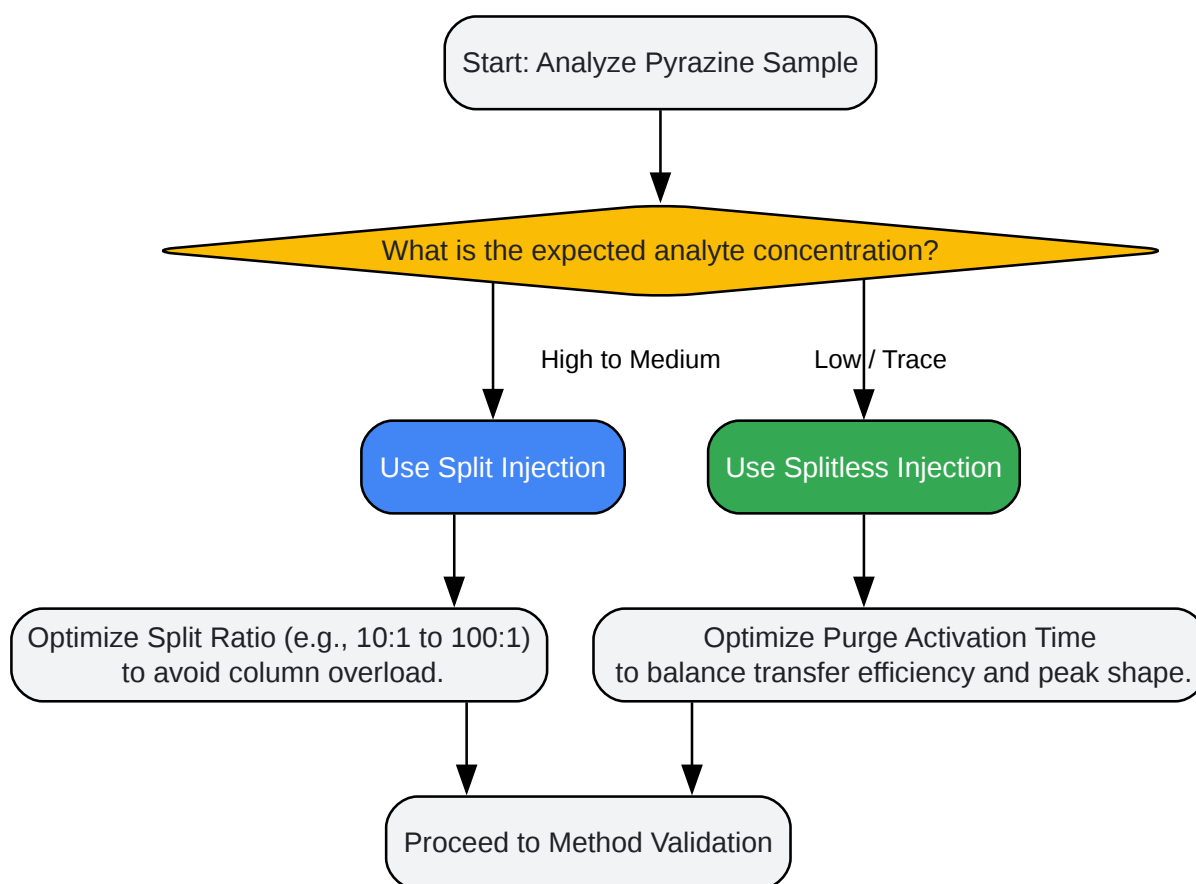 Start: Analyze Pyrazine Sample
What is the expected analyte concentration?
High to Medium
Low / Trace
Use Split Injection
Use Splitless Injection
Optimize Split Ratio (e.g., 10:1 to 100:1)
to avoid column overload.
Optimize Purge Activation Time
to balance transfer efficiency and peak shape.
Proceed to Method Validation